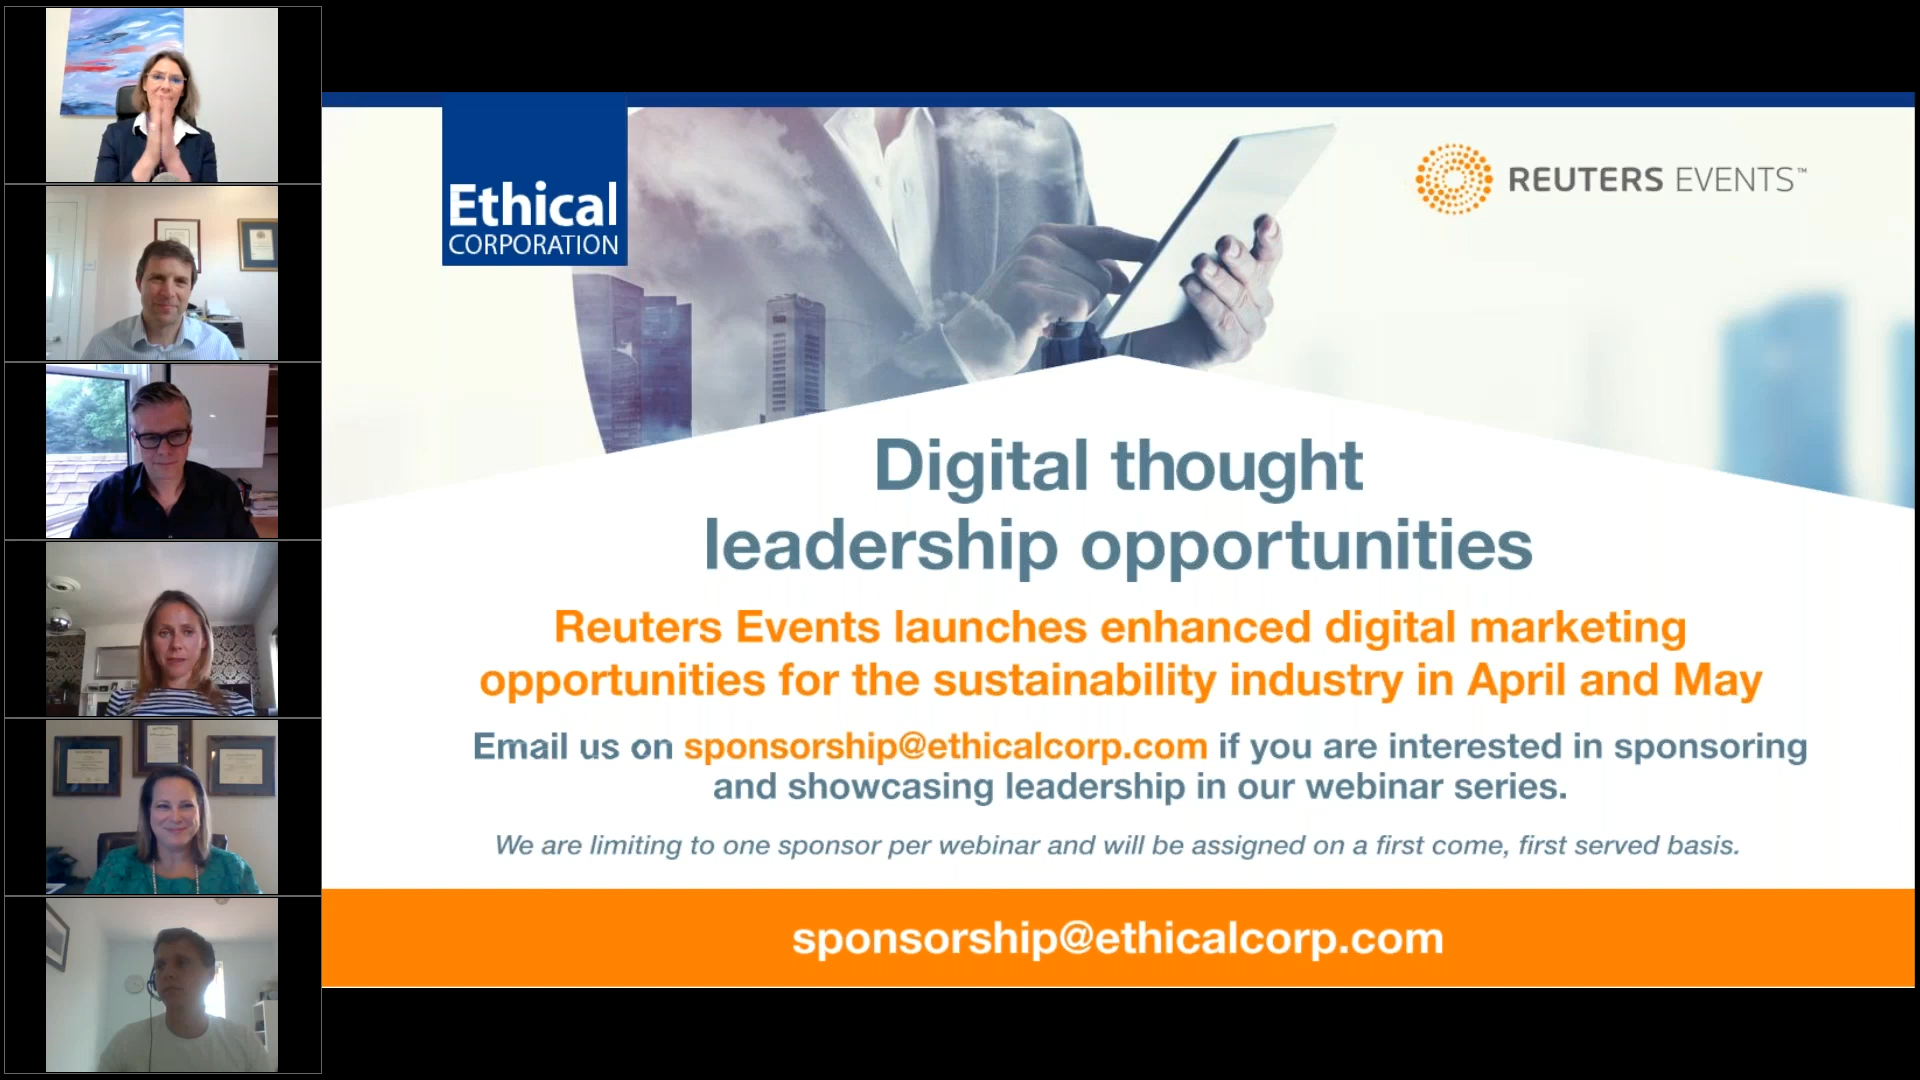 Ethical
CORPORATION
REUTERS EVENTS™
Digital thought
leadership opportunities
Reuters Events launches enhanced digital marketing
opportunities for the sustainability industry in April and May
Email us on sponsorship@ethicalcorp.com if you are interested in sponsoring
and showcasing leadership in our webinar series.
We are limiting to one sponsor per webinar and will be assigned on a first come, first served basis.
sponsorship@ethicalcorp.com